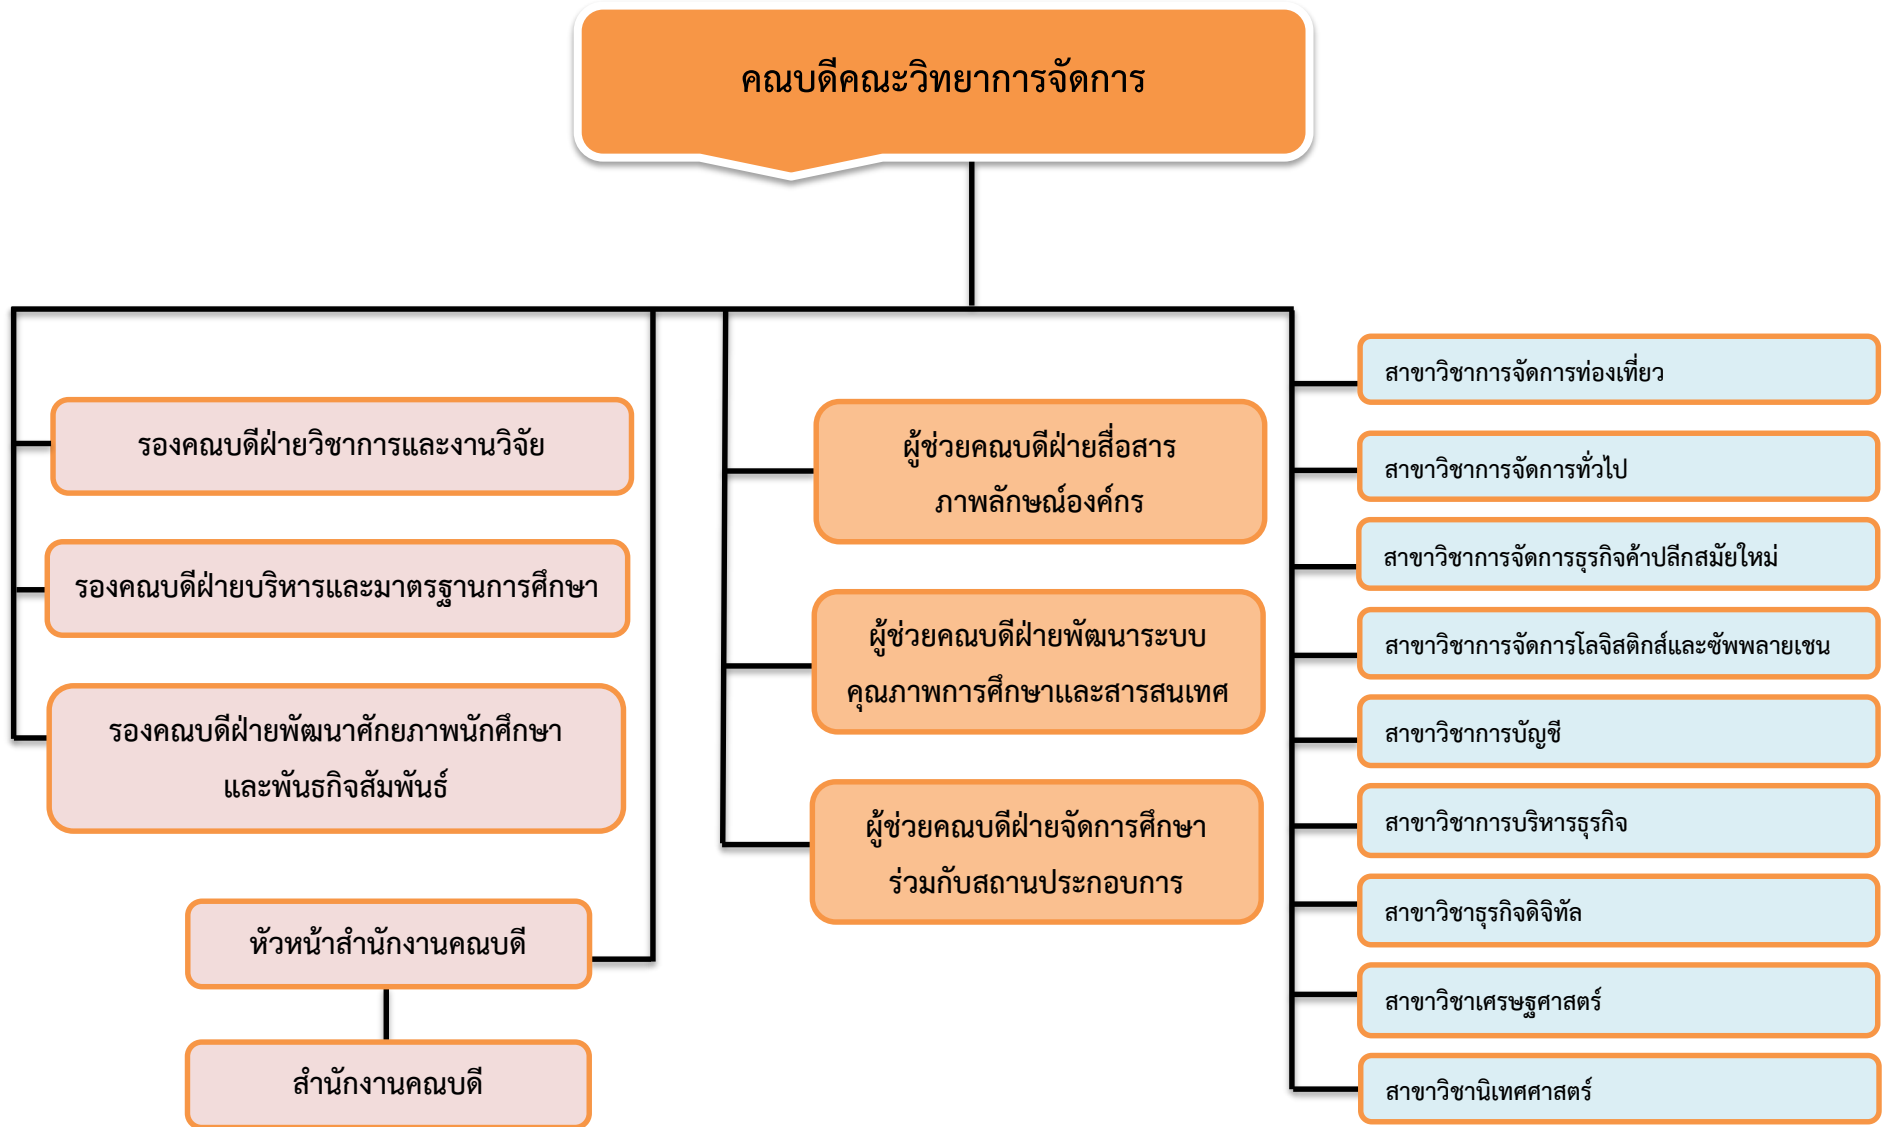 คณบดีคณะวิทยาการจัดการ
รองคณบดีฝ่ายวิชาการและงานวิจัย
รองคณบดีฝ่ายบริหารและมาตรฐานการศึกษา
รองคณบดีฝ่ายพัฒนาศักยภาพนักศึกษา
และพันธกิจสัมพันธ์
หัวหน้าสำนักงานคณบดี
สำนักงานคณบดี
ผู้ช่วยคณบดีฝ่ายสื่อสาร
ภาพลักษณ์องค์กร
ผู้ช่วยคณบดีฝ่ายพัฒนาระบบ
คุณภาพการศึกษาและสารสนเทศ
ผู้ช่วยคณบดีฝ่ายจัดการศึกษา
ร่วมกับสถานประกอบการ
สาขาวิชาการจัดการท่องเที่ยว
สาขาวิชาการจัดการทั่วไป
สาขาวิชาการจัดการธุรกิจค้าปลีกสมัยใหม่
สาขาวิชาการจัดการโลจิสติกส์และซัพพลายเชน
สาขาวิชาการบัญชี
สาขาวิชาการบริหารธุรกิจ
สาขาวิชาธุรกิจดิจิทัล
สาขาวิชาเศรษฐศาสตร์
สาขาวิชานิเทศศาสตร์